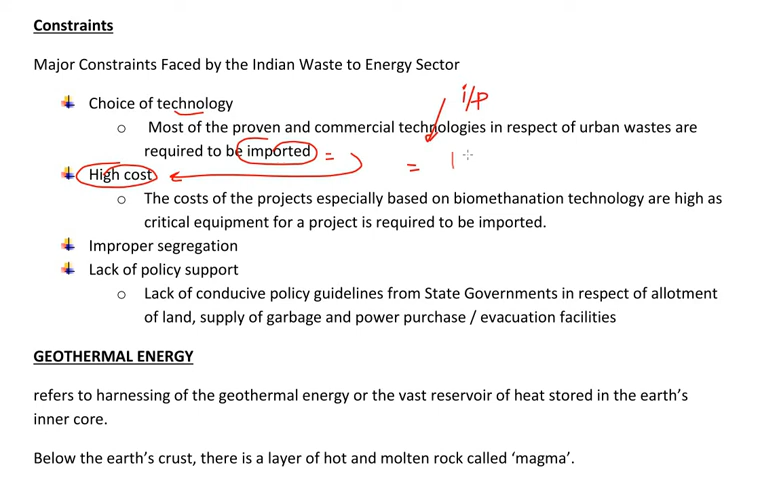 Constraints
Major Constraints Faced by the Indian Waste to Energy Sector
i/p
Choice of technology
o Most of the proven and commercial technologies in respect of urban wastes are
required to be imported =
= 1
High cost
o The costs of the projects especially based on biomethanation technology are high as
critical equipment for a project is required to be imported.
Improper segregation
Lack of policy support
o Lack of conducive policy guidelines from State Governments in respect of allotment
of land, supply of garbage and power purchase / evacuation facilities
GEOTHERMAL ENERGY
refers to harnessing of the geothermal energy or the vast reservoir of heat stored in the earth’s
inner core.
Below the earth’s crust, there is a layer of hot and molten rock called ‘magma’.